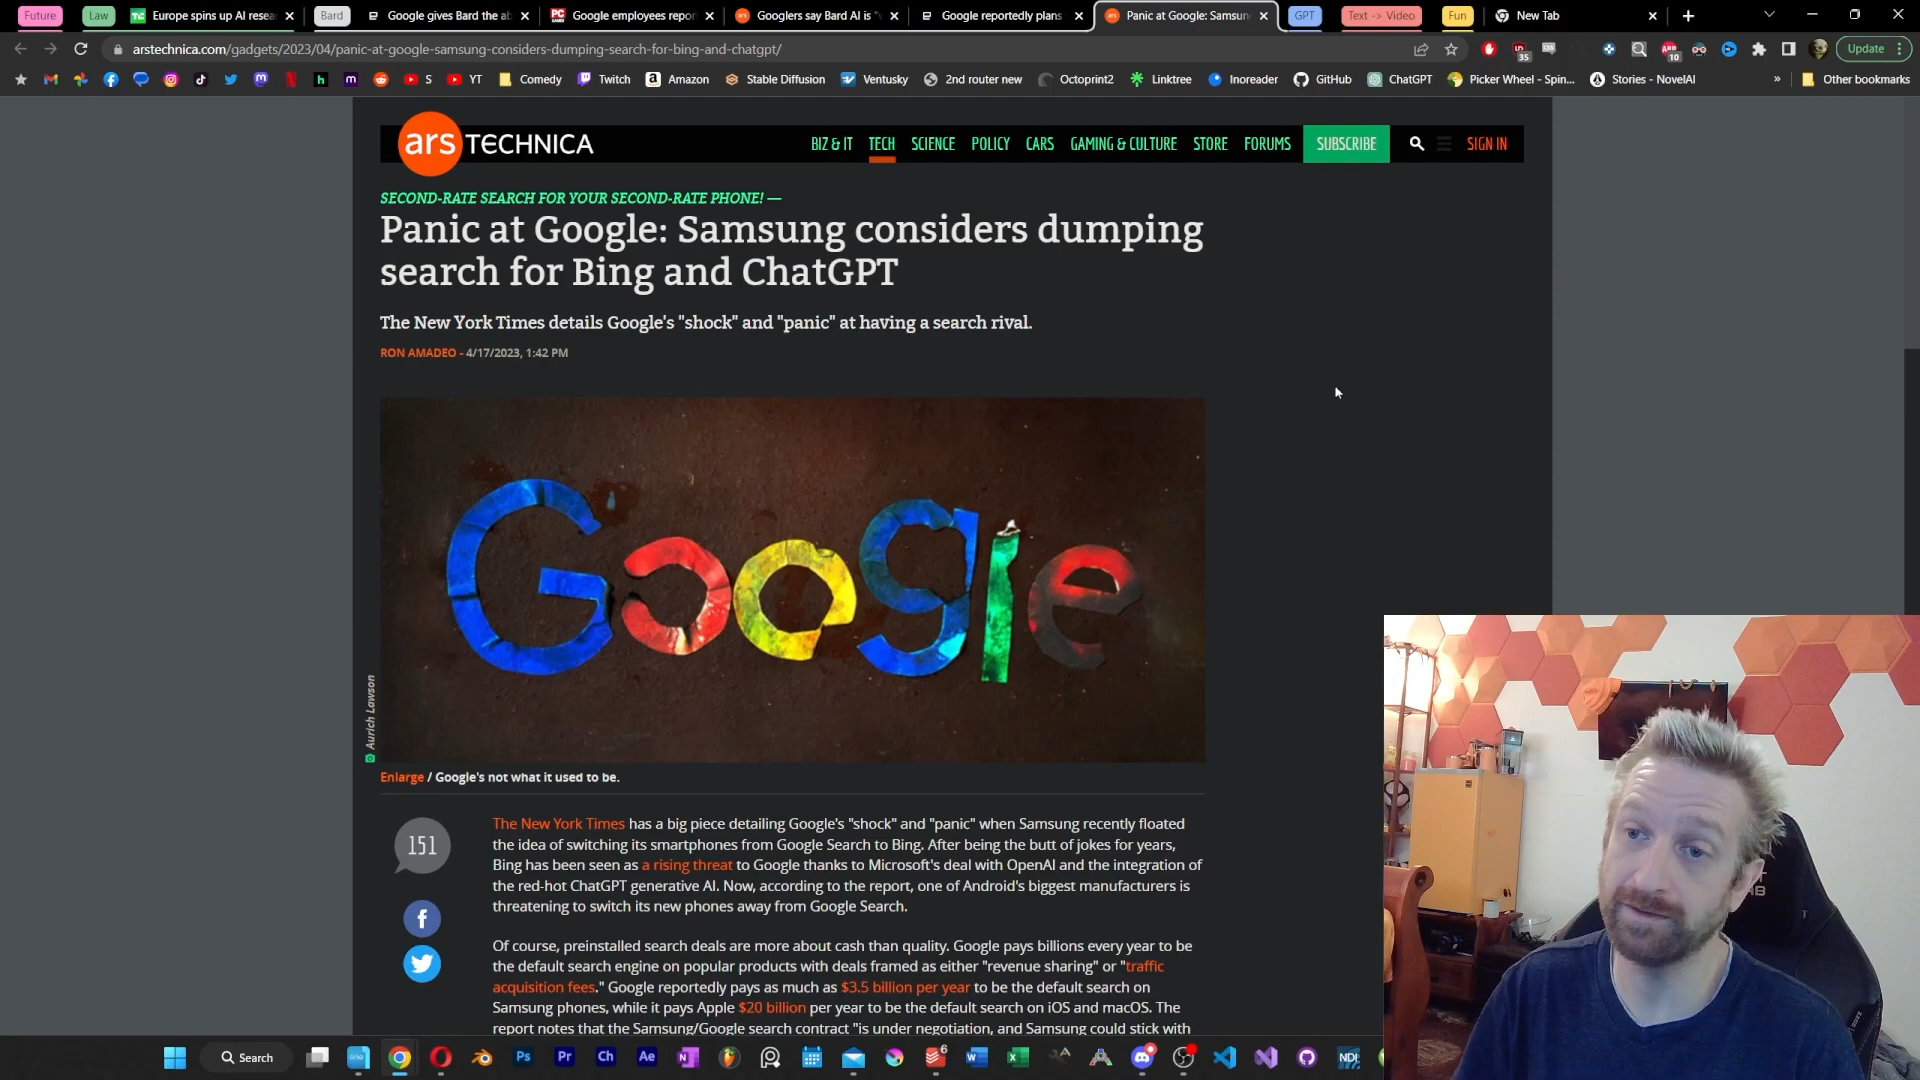 Future
Law
Europe spins up AI resea
Bard
Google gives Bard the ab
Google employees repor
Googlers say Bard AI is "
Google reportedly plans
Panic at Google: Samsun
GPT
Text -> Video
Fun
New Tab
arstechnica.com/gadgets/2023/04/panic-at-google-samsung-considers-dumping-search-for-bing-and-chatgpt/
35
10
Update
S
YT
Comedy
Twitch
Amazon
Stable Diffusion
Ventusky
2nd router new
Octoprint2
Linktree
Inoreader
GitHub
ChatGPT
Picker Wheel - Spin...
Stories - NovelAI
»
Other bookmarks
ars TECHNICA
BIZ & IT TECH SCIENCE POLICY CARS GAMING & CULTURE STORE FORUMS SUBSCRIBE SIGN IN
SECOND-RATE SEARCH FOR YOUR SECOND-RATE PHONE! —
Panic at Google: Samsung considers dumping
search for Bing and ChatGPT
The New York Times details Google's "shock" and "panic" at having a search rival.
RON AMADEO - 4/17/2023, 1:42 PM
Google
Aurich Lawson
Enlarge / Google's not what it used to be.
151
The New York Times has a big piece detailing Google's "shock" and "panic" when Samsung recently floated
the idea of switching its smartphones from Google Search to Bing. After being the butt of jokes for years,
Bing has been seen as a rising threat to Google thanks to Microsoft's deal with OpenAI and the integration of
the red-hot ChatGPT generative AI. Now, according to the report, one of Android's biggest manufacturers is
threatening to switch its new phones away from Google Search.
Of course, preinstalled search deals are more about cash than quality. Google pays billions every year to be
the default search engine on popular products with deals framed as either "revenue sharing" or "traffic
acquisition fees." Google reportedly pays as much as $3.5 billion per year to be the default search on
Samsung phones, while it pays Apple $20 billion per year to be the default search on iOS and macOS. The
report notes that the Samsung/Google search contract "is under negotiation, and Samsung could stick with
Search
Ps
Pr
Ch
Ae
N
6
NDI